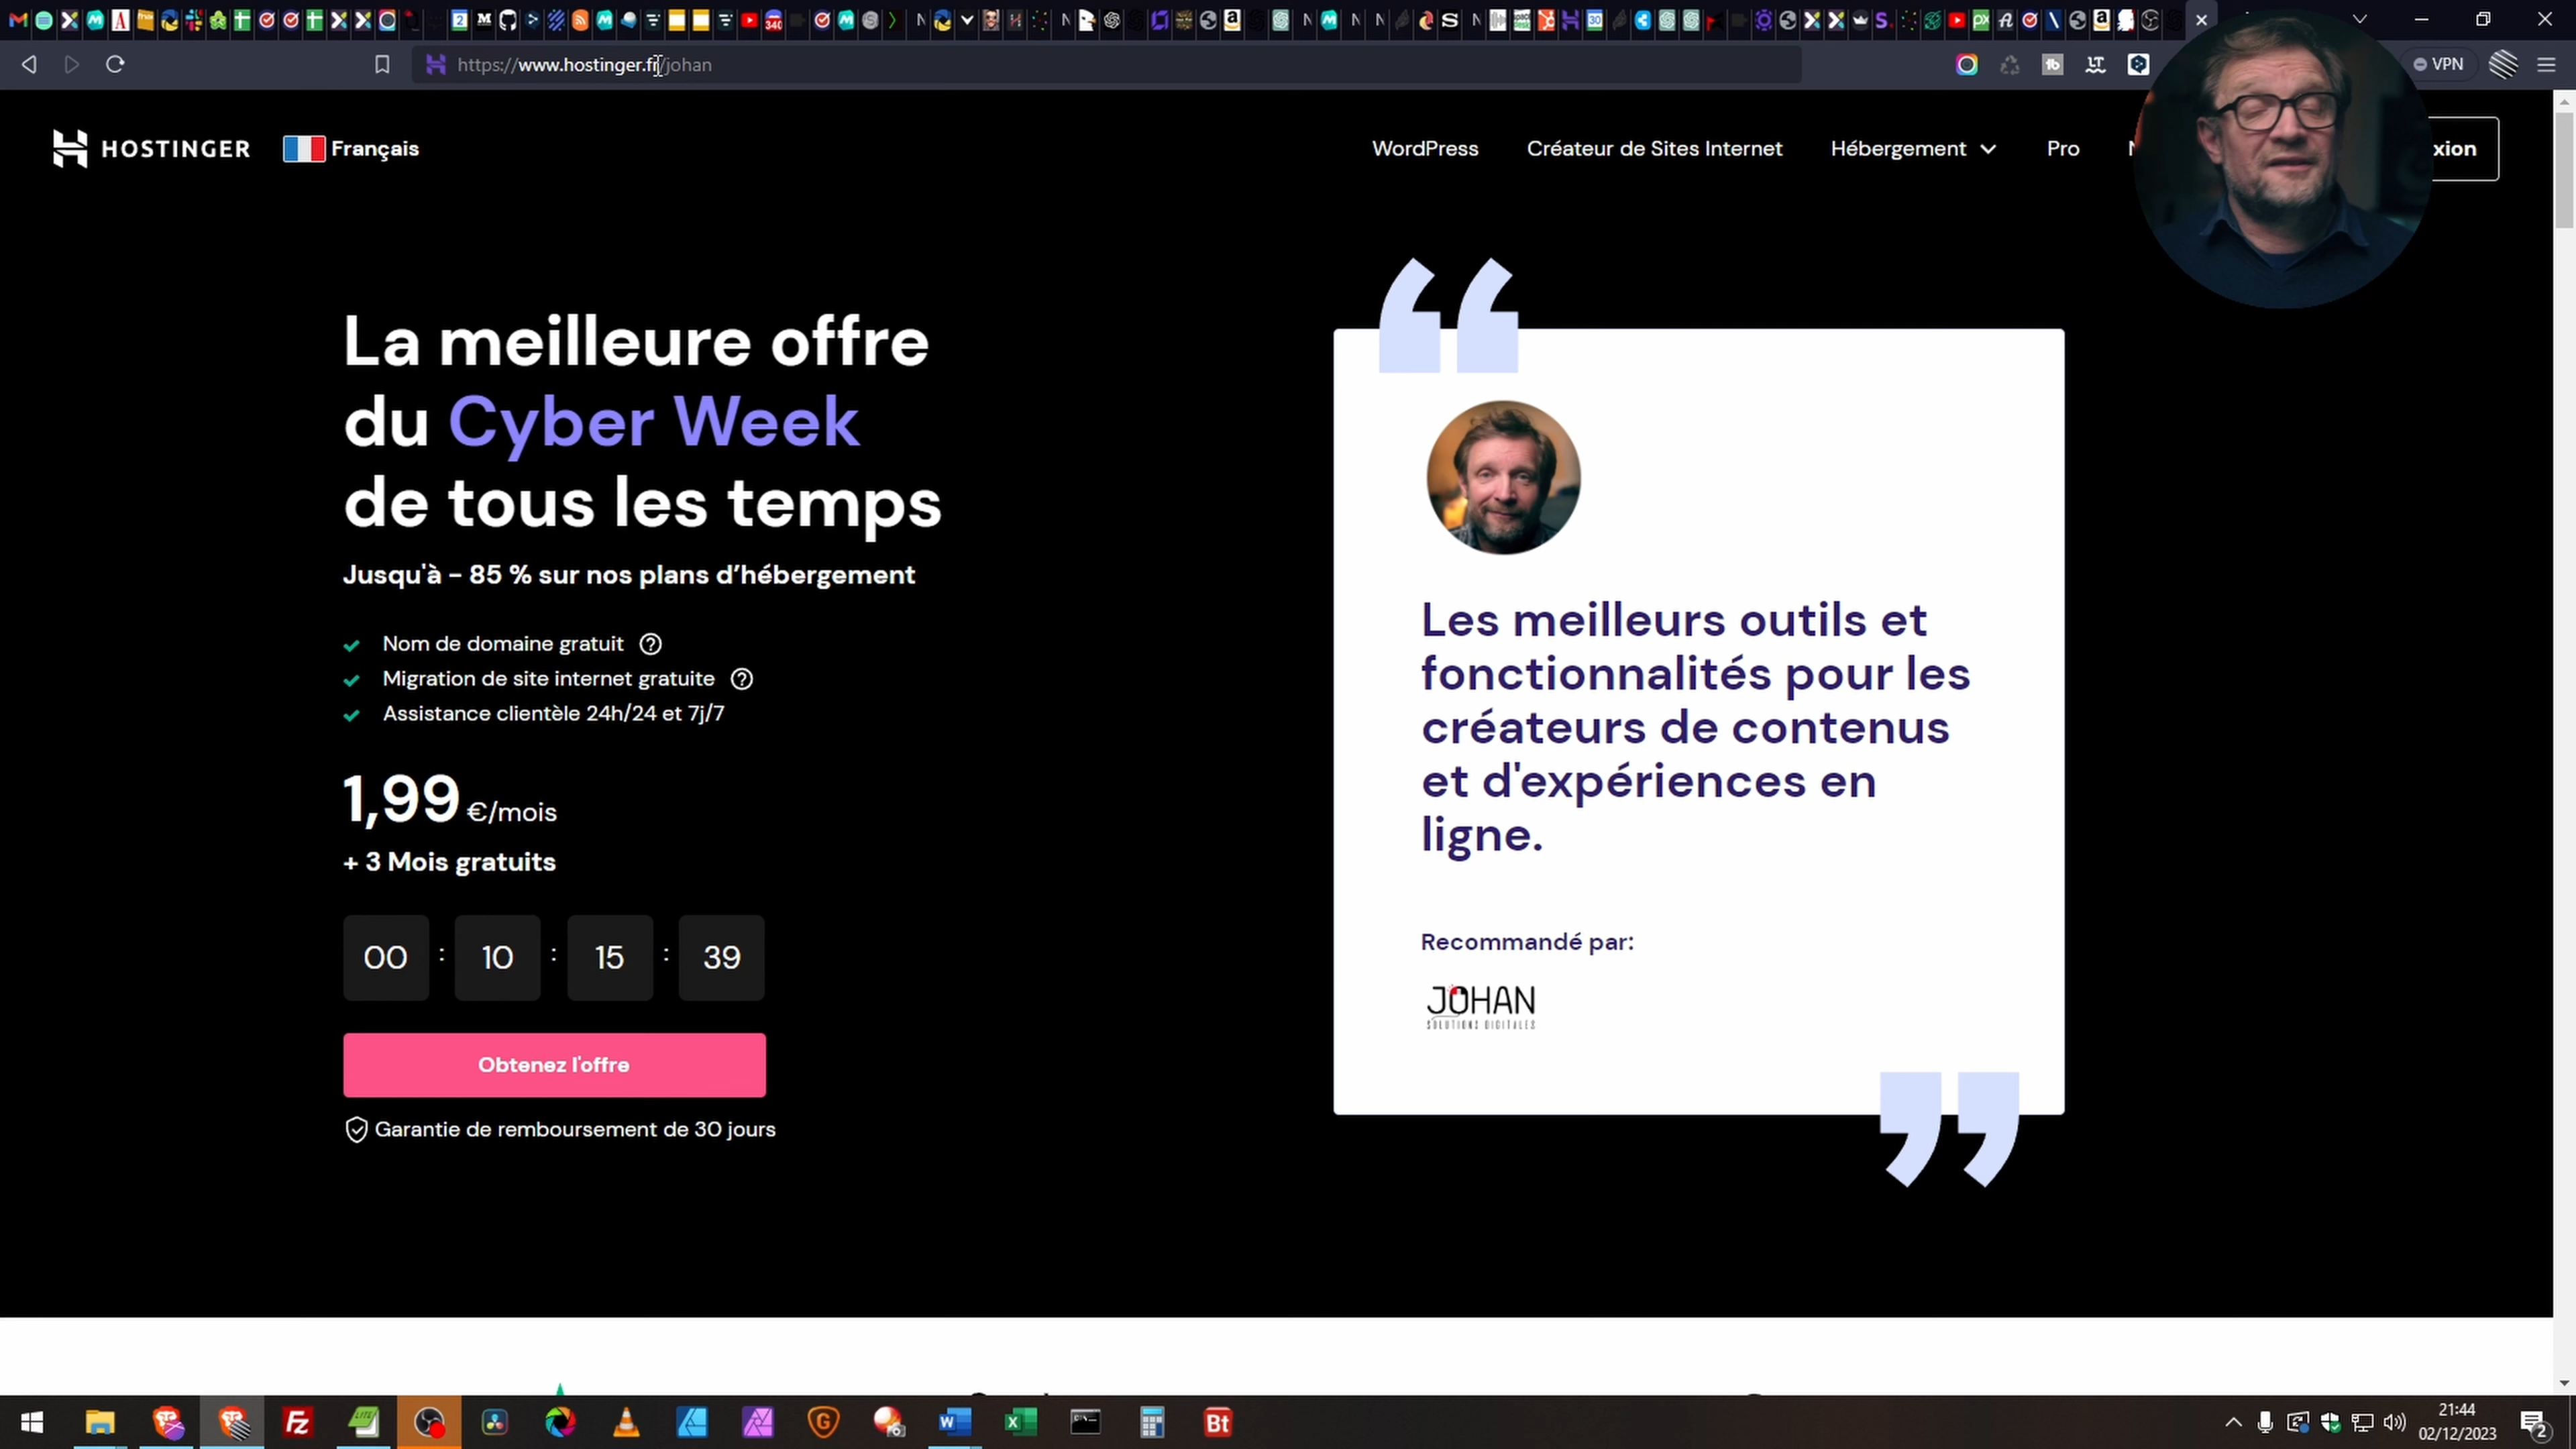 https://www.hostinger.fr/johan
VPN
HOSTINGER
Français
WordPress
Créateur de Sites Internet
Hébergement
Pro
xion
La meilleure offre
du Cyber Week
de tous les temps
Jusqu'à - 85 % sur nos plans d’hébergement
Nom de domaine gratuit
Migration de site internet gratuite
Assistance clientèle 24h/24 et 7j/7
1,99 €/mois
+ 3 Mois gratuits
00 : 10 : 15 : 39
Obtenez l'offre
Garantie de remboursement de 30 jours
Les meilleurs outils et
fonctionnalités pour les
créateurs de contenus
et d'expériences en
ligne.
Recommandé par:
JOHAN
SOLUTIONS DIGITALES
21:44
02/12/2023